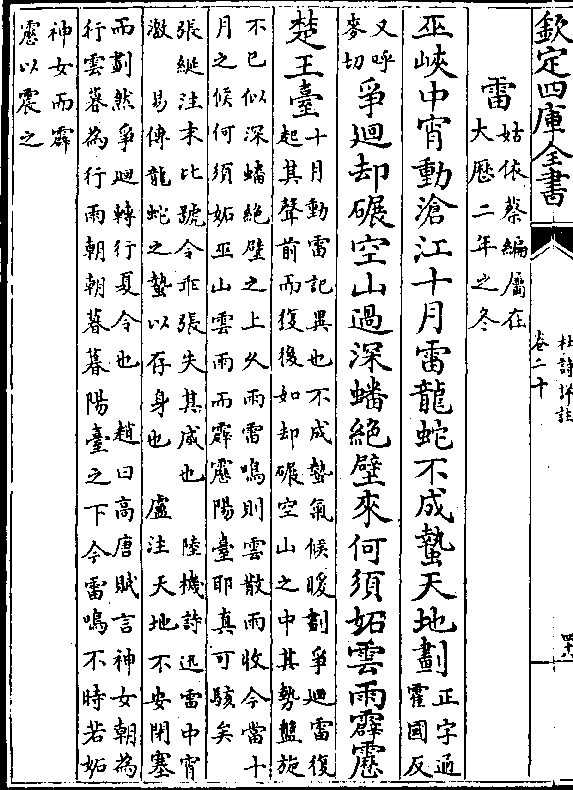 欽定四庫全書
杜詩詳註
卷二十
雷
姑依蔡編屬在
大厯二年之冬
巫峽中宵動滄江十月雷龍蛇不成蟄天地劃
正字通
霍國反
又呼
麥切
爭迴却碾空山過深蟠絶壁來何須妬雲雨霹靂
楚王臺
十月動雷記異也不成蟄氣候暖劃爭迴雷復
起其聲前而復後如却碾空山之中其勢盤旋
不已似深蟠絶壁之上久雨雷鳴則雲散雨收今當十
月之候何須妬巫山雲雨而霹靂陽臺耶真可駭矣
張綖注末比號令乖張失其威也 陸機詩迅雷中宵
激 易傳龍蛇之蟄以存身也 盧注天地不安閉塞
而劃然爭迴轉行夏令也 趙曰高唐賦言神女朝為
行雲暮為行雨朝朝暮暮陽臺之下今雷鳴不時若妬
神女而霹
靂以震之